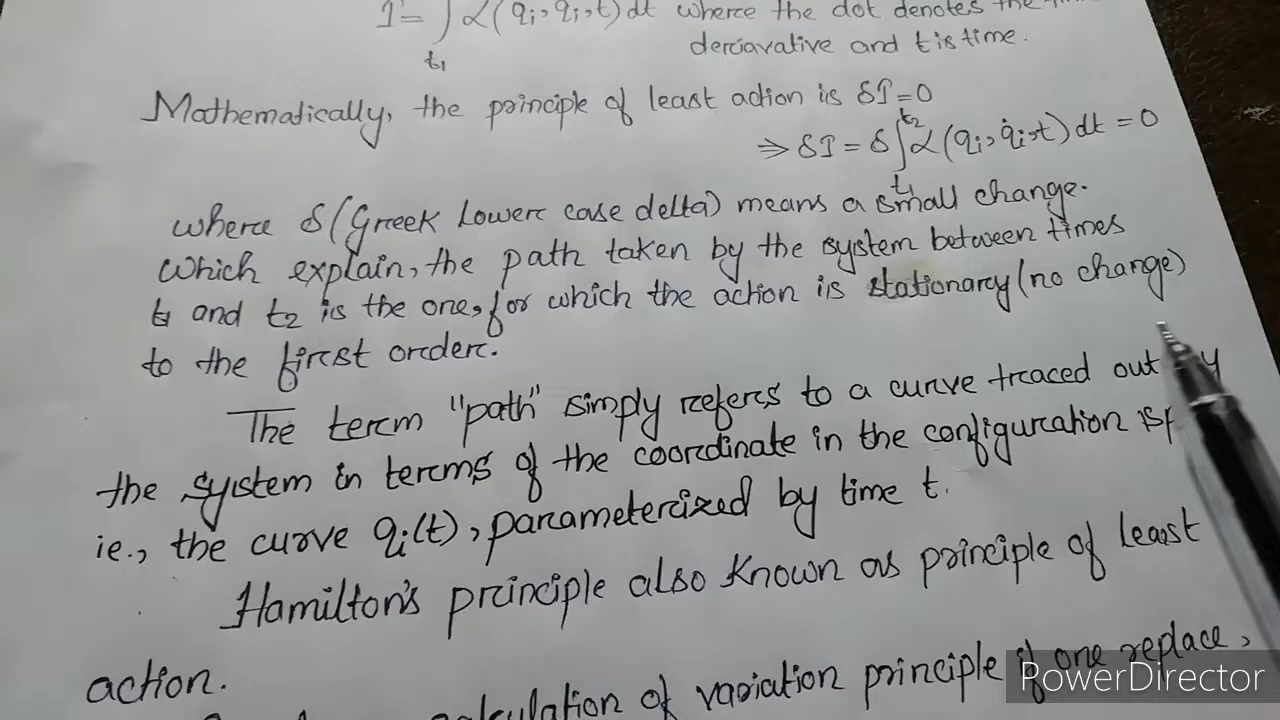 I = ∫ L(qi, q̇i, t) dt where the dot denotes the
t1
derivative and t is time.
Mathematically, the principle of least action is δI=0
⇒ δI = δ∫t1^t2 L(qi, q̇i, t) dt = 0
where δ (Greek Lower case delta) means a small change.
which explain, the path taken by the system between times
t1 and t2 is the one, for which the action is stationary (no change)
to the first order.
The term "path" simply refers to a curve traced out
the system in terms of the coordinate in the configuration
ie., the curve qi(t), parameterized by time t.
Hamilton's principle also known as principle of least
action.
of variation principle if one replace,
PowerDirector